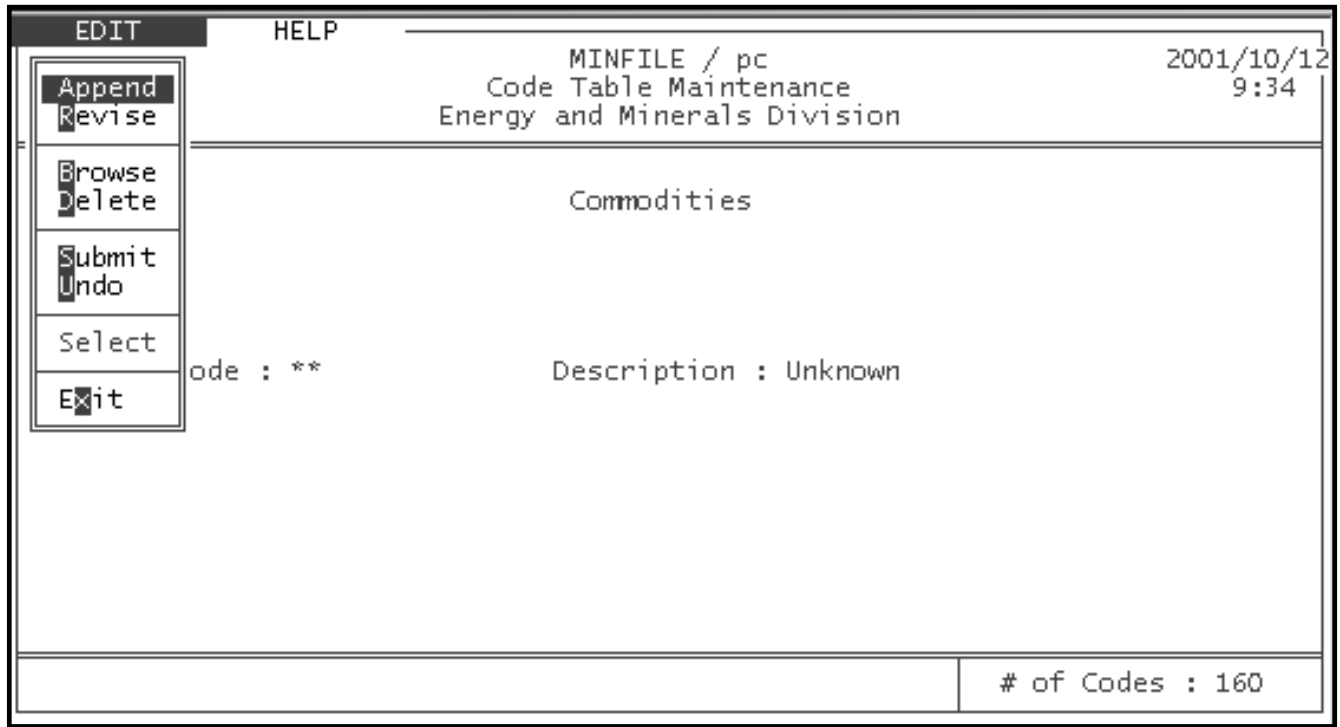 EDIT HELP
MINFILE / pc 2001/10/12
Code Table Maintenance 9:34
Energy and Minerals Division
Append
Revise
Browse
Delete
Submit
Undo
Select
Exit
Commodities
ode : ** Description : Unknown
# of Codes : 160